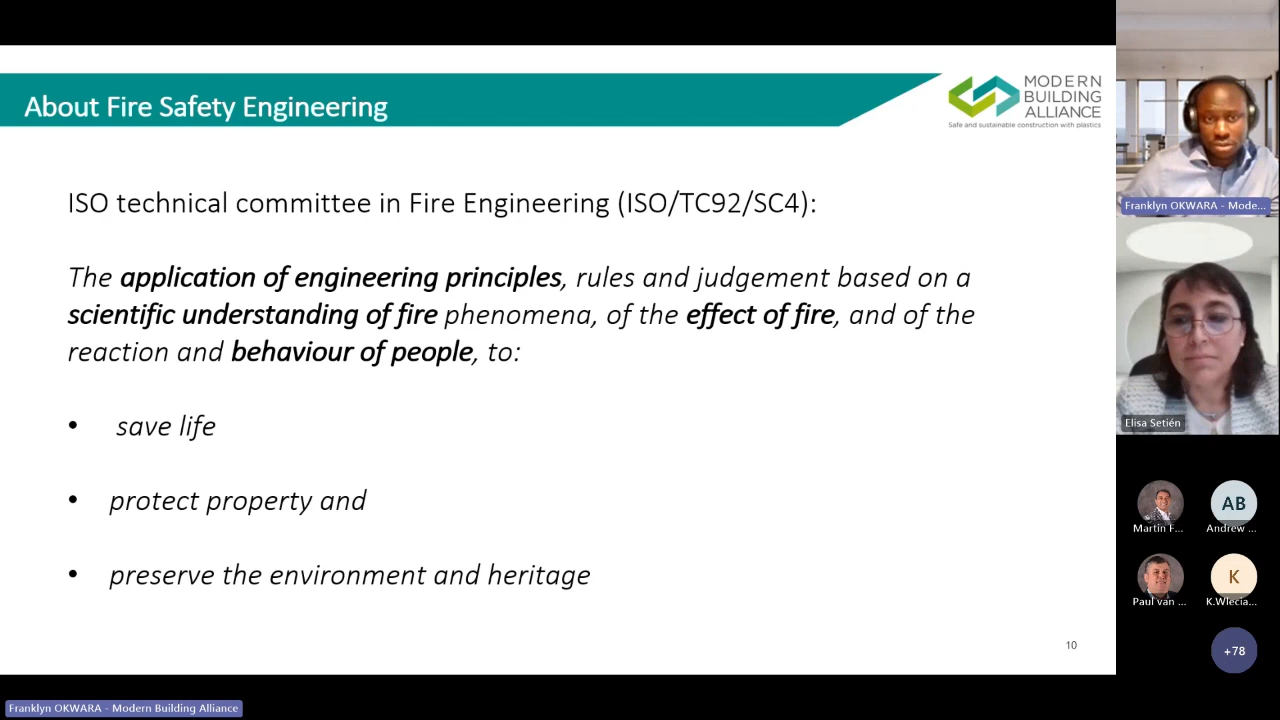 About Fire Safety Engineering
MODERN
BUILDING
ALLIANCE
Safe and sustainable construction with plastics
ISO technical committee in Fire Engineering (ISO/TC92/SC4):
The application of engineering principles, rules and judgement based on a
scientific understanding of fire phenomena, of the effect of fire, and of the
reaction and behaviour of people, to:
• save life
• protect property and
• preserve the environment and heritage
10
Franklyn OKWARA - Mode...
Elisa Setién
AB
Martin F...
Andrew ...
K
Paul van ...
K.Wlecia...
+78
Franklyn OKWARA - Modern Building Alliance